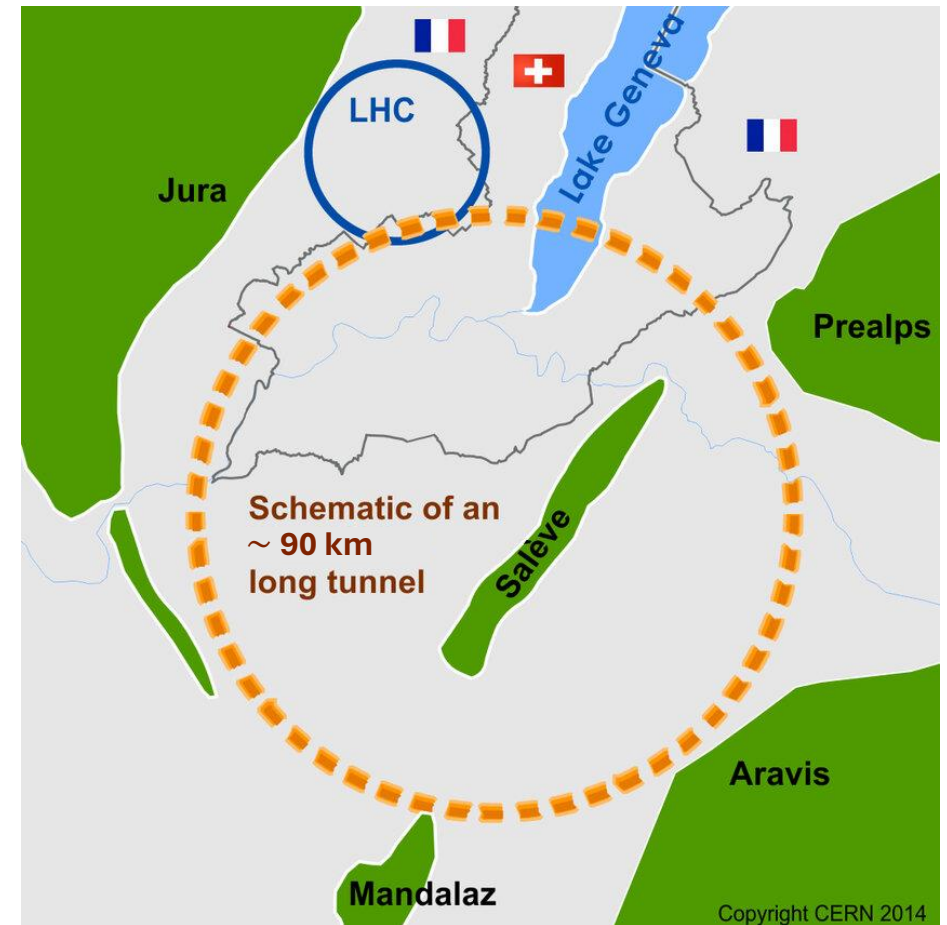 LHC
Lake Geneva
Jura
Prealps
Schematic of an
~ 90 km
long tunnel
Salève
Aravis
Mandalaz
Copyright CERN 2014